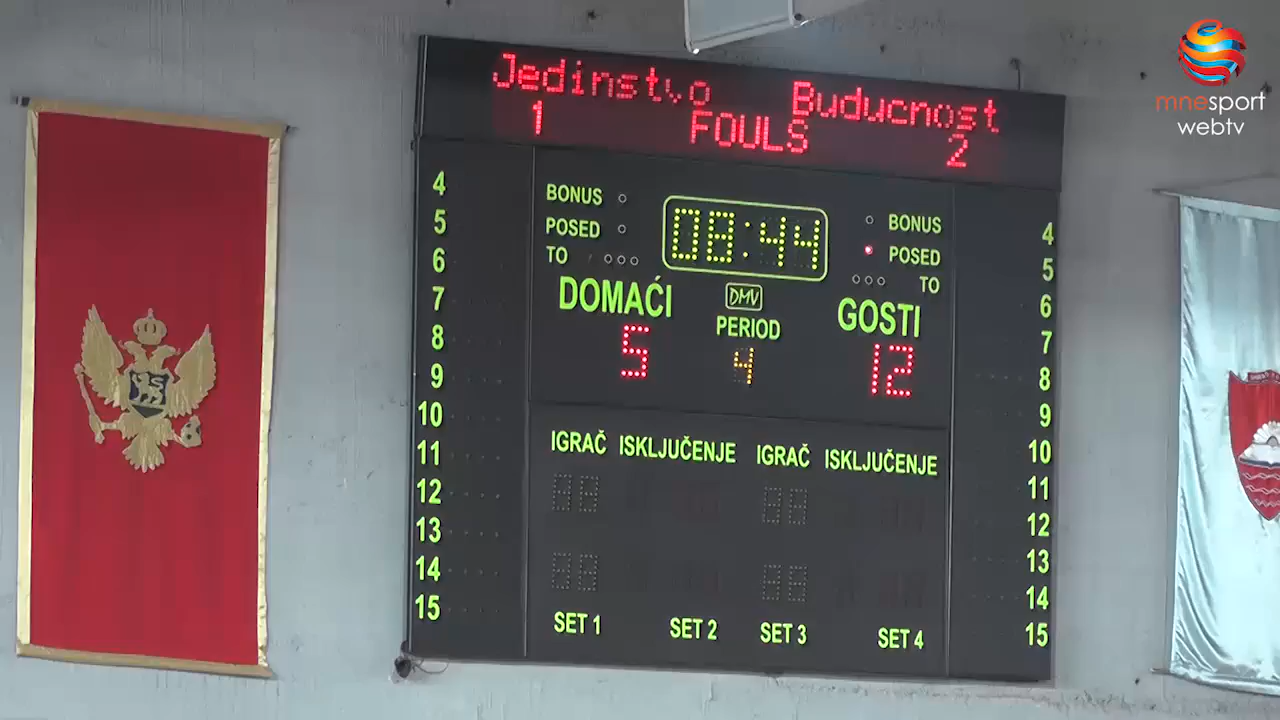 mnesport
webtv
Jedinstvo Buducnost
1 FOULS 2
BONUS 08:44 BONUS
POSED POSED
TO TO
DOMAĆI DMV GOSTI
PERIOD
5 4 12
4
5
6
7
8
9
10
11
12
13
14
15
4
5
6
7
8
9
10
11
12
13
14
15
IGRAČ ISKLJUČENJE IGRAČ ISKLJUČENJE
SET 1 SET 2 SET 3 SET 4